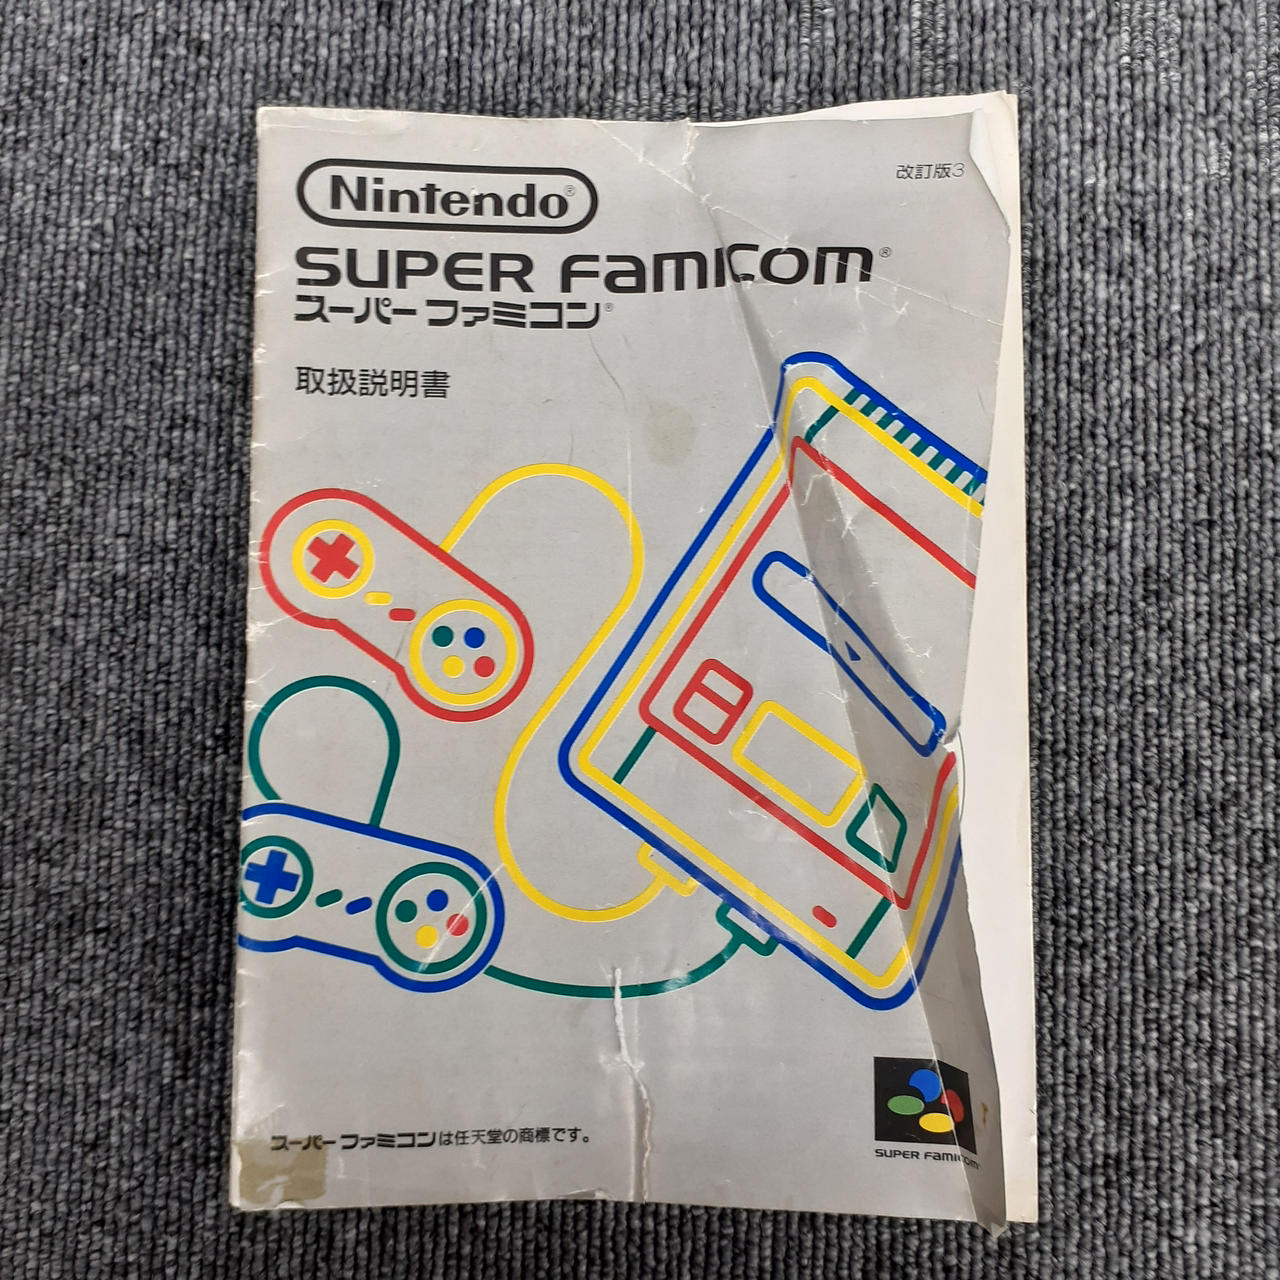 Nintendo®
改訂版3
SUPER FAMICOM®
スーパーファミコン®
取扱説明書
スーパーファミコンは任天堂の商標です。
SUPER FAMICOM